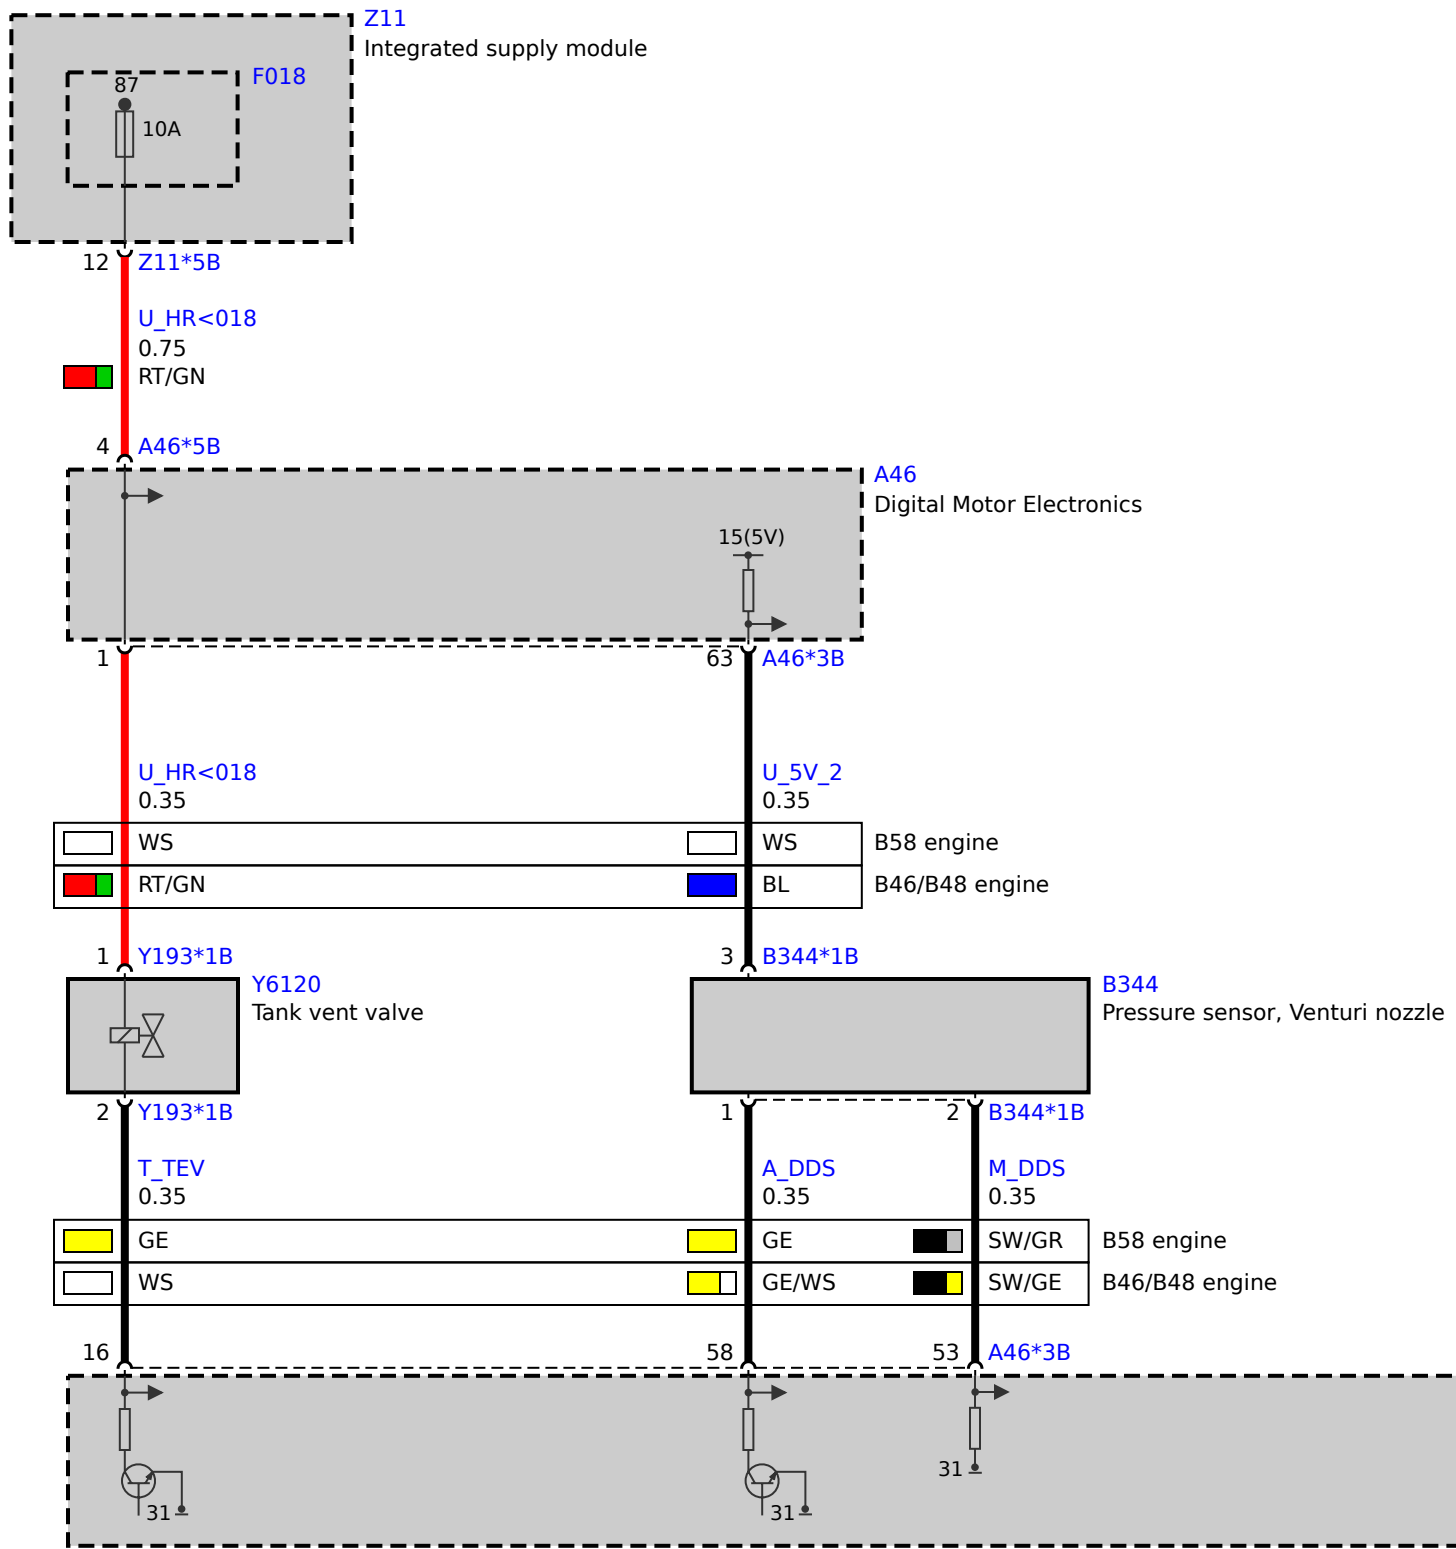 Z11
Integrated supply module
F018
87
10A
12 Z11*5B
U_HR<018
0.75
RT/GN
4 A46*5B
A46
Digital Motor Electronics
15(5V)
1 63 A46*3B
U_HR<018 U_5V_2
0.35 0.35
WS WS B58 engine
RT/GN BL B46/B48 engine
1 Y193*1B 3 B344*1B
Y6120 B344
Tank vent valve Pressure sensor, Venturi nozzle
2 Y193*1B 1 2 B344*1B
T_TEV A_DDS M_DDS
0.35 0.35 0.35
GE GE SW/GR B58 engine
WS GE/WS SW/GE B46/B48 engine
16 58 53 A46*3B
31
31 31